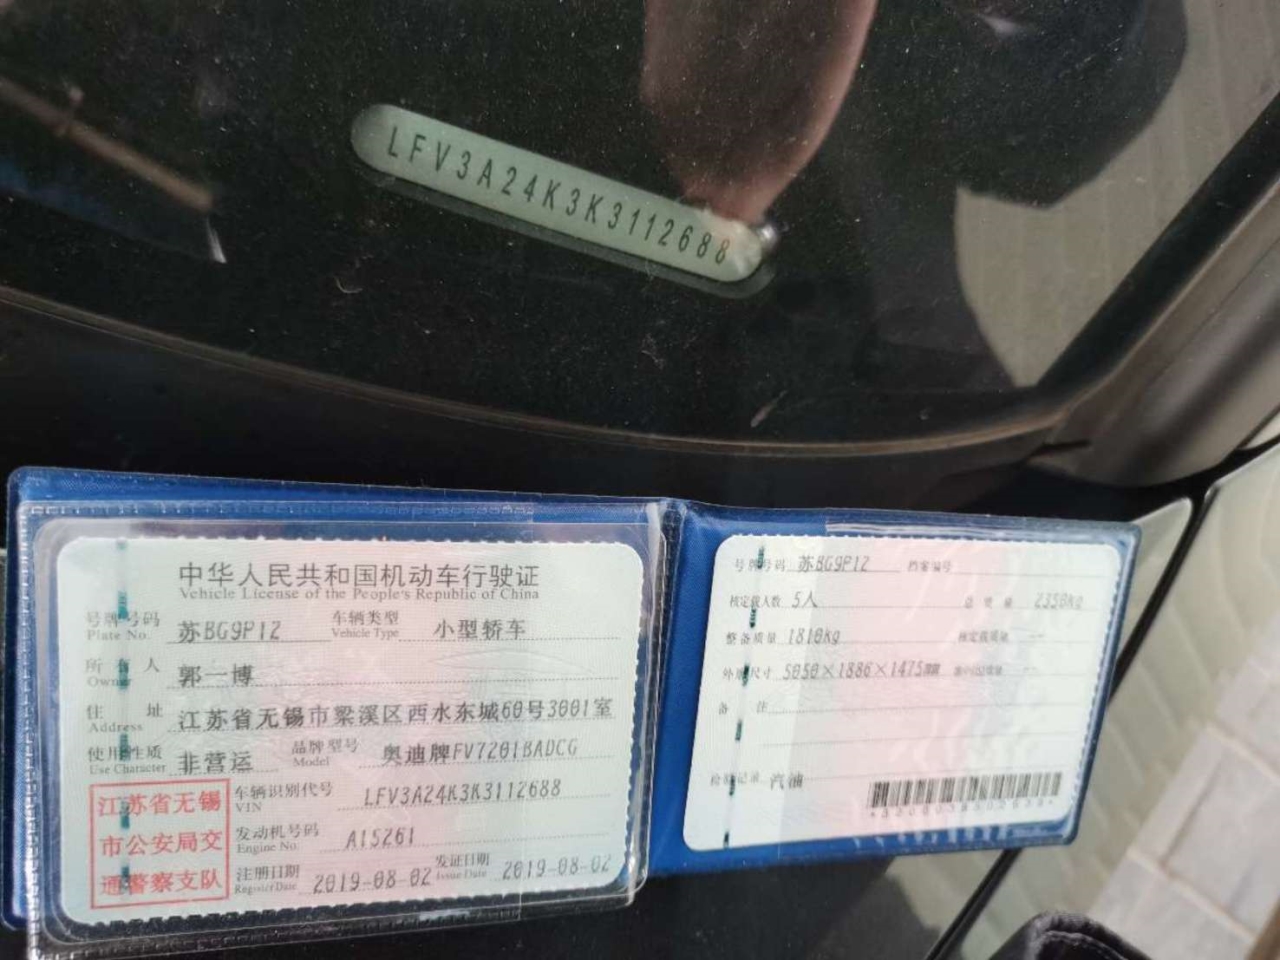 LFV3A24K3K3112688
中华人民共和国机动车行驶证
Vehicle License of the People's Republic of China
号牌号码 苏BG9P12 车辆类型 小型轿车
Plate No. Vehicle Type
所有人 郭一博
Owner
住址 江苏省无锡市梁溪区西水东城60号3001室
Address
使用性质 非营运 品牌型号 奥迪牌FV7201BADCG
Use Character Model
江苏省无锡
市公安局交
通警察支队
车辆识别代号 LFV3A24K3K3112688
VIN
发动机号码 A15261
Engine No.
注册日期 2019-08-02 发证日期 2019-08-02
Register Date Issue Date
号牌号码 苏BG9P12 档案编号
核定载人数 5人 总质量 2350kg
整备质量 1810kg 核定载质量 --
外廓尺寸 5050×1886×1475mm
备注
检验记录 汽油